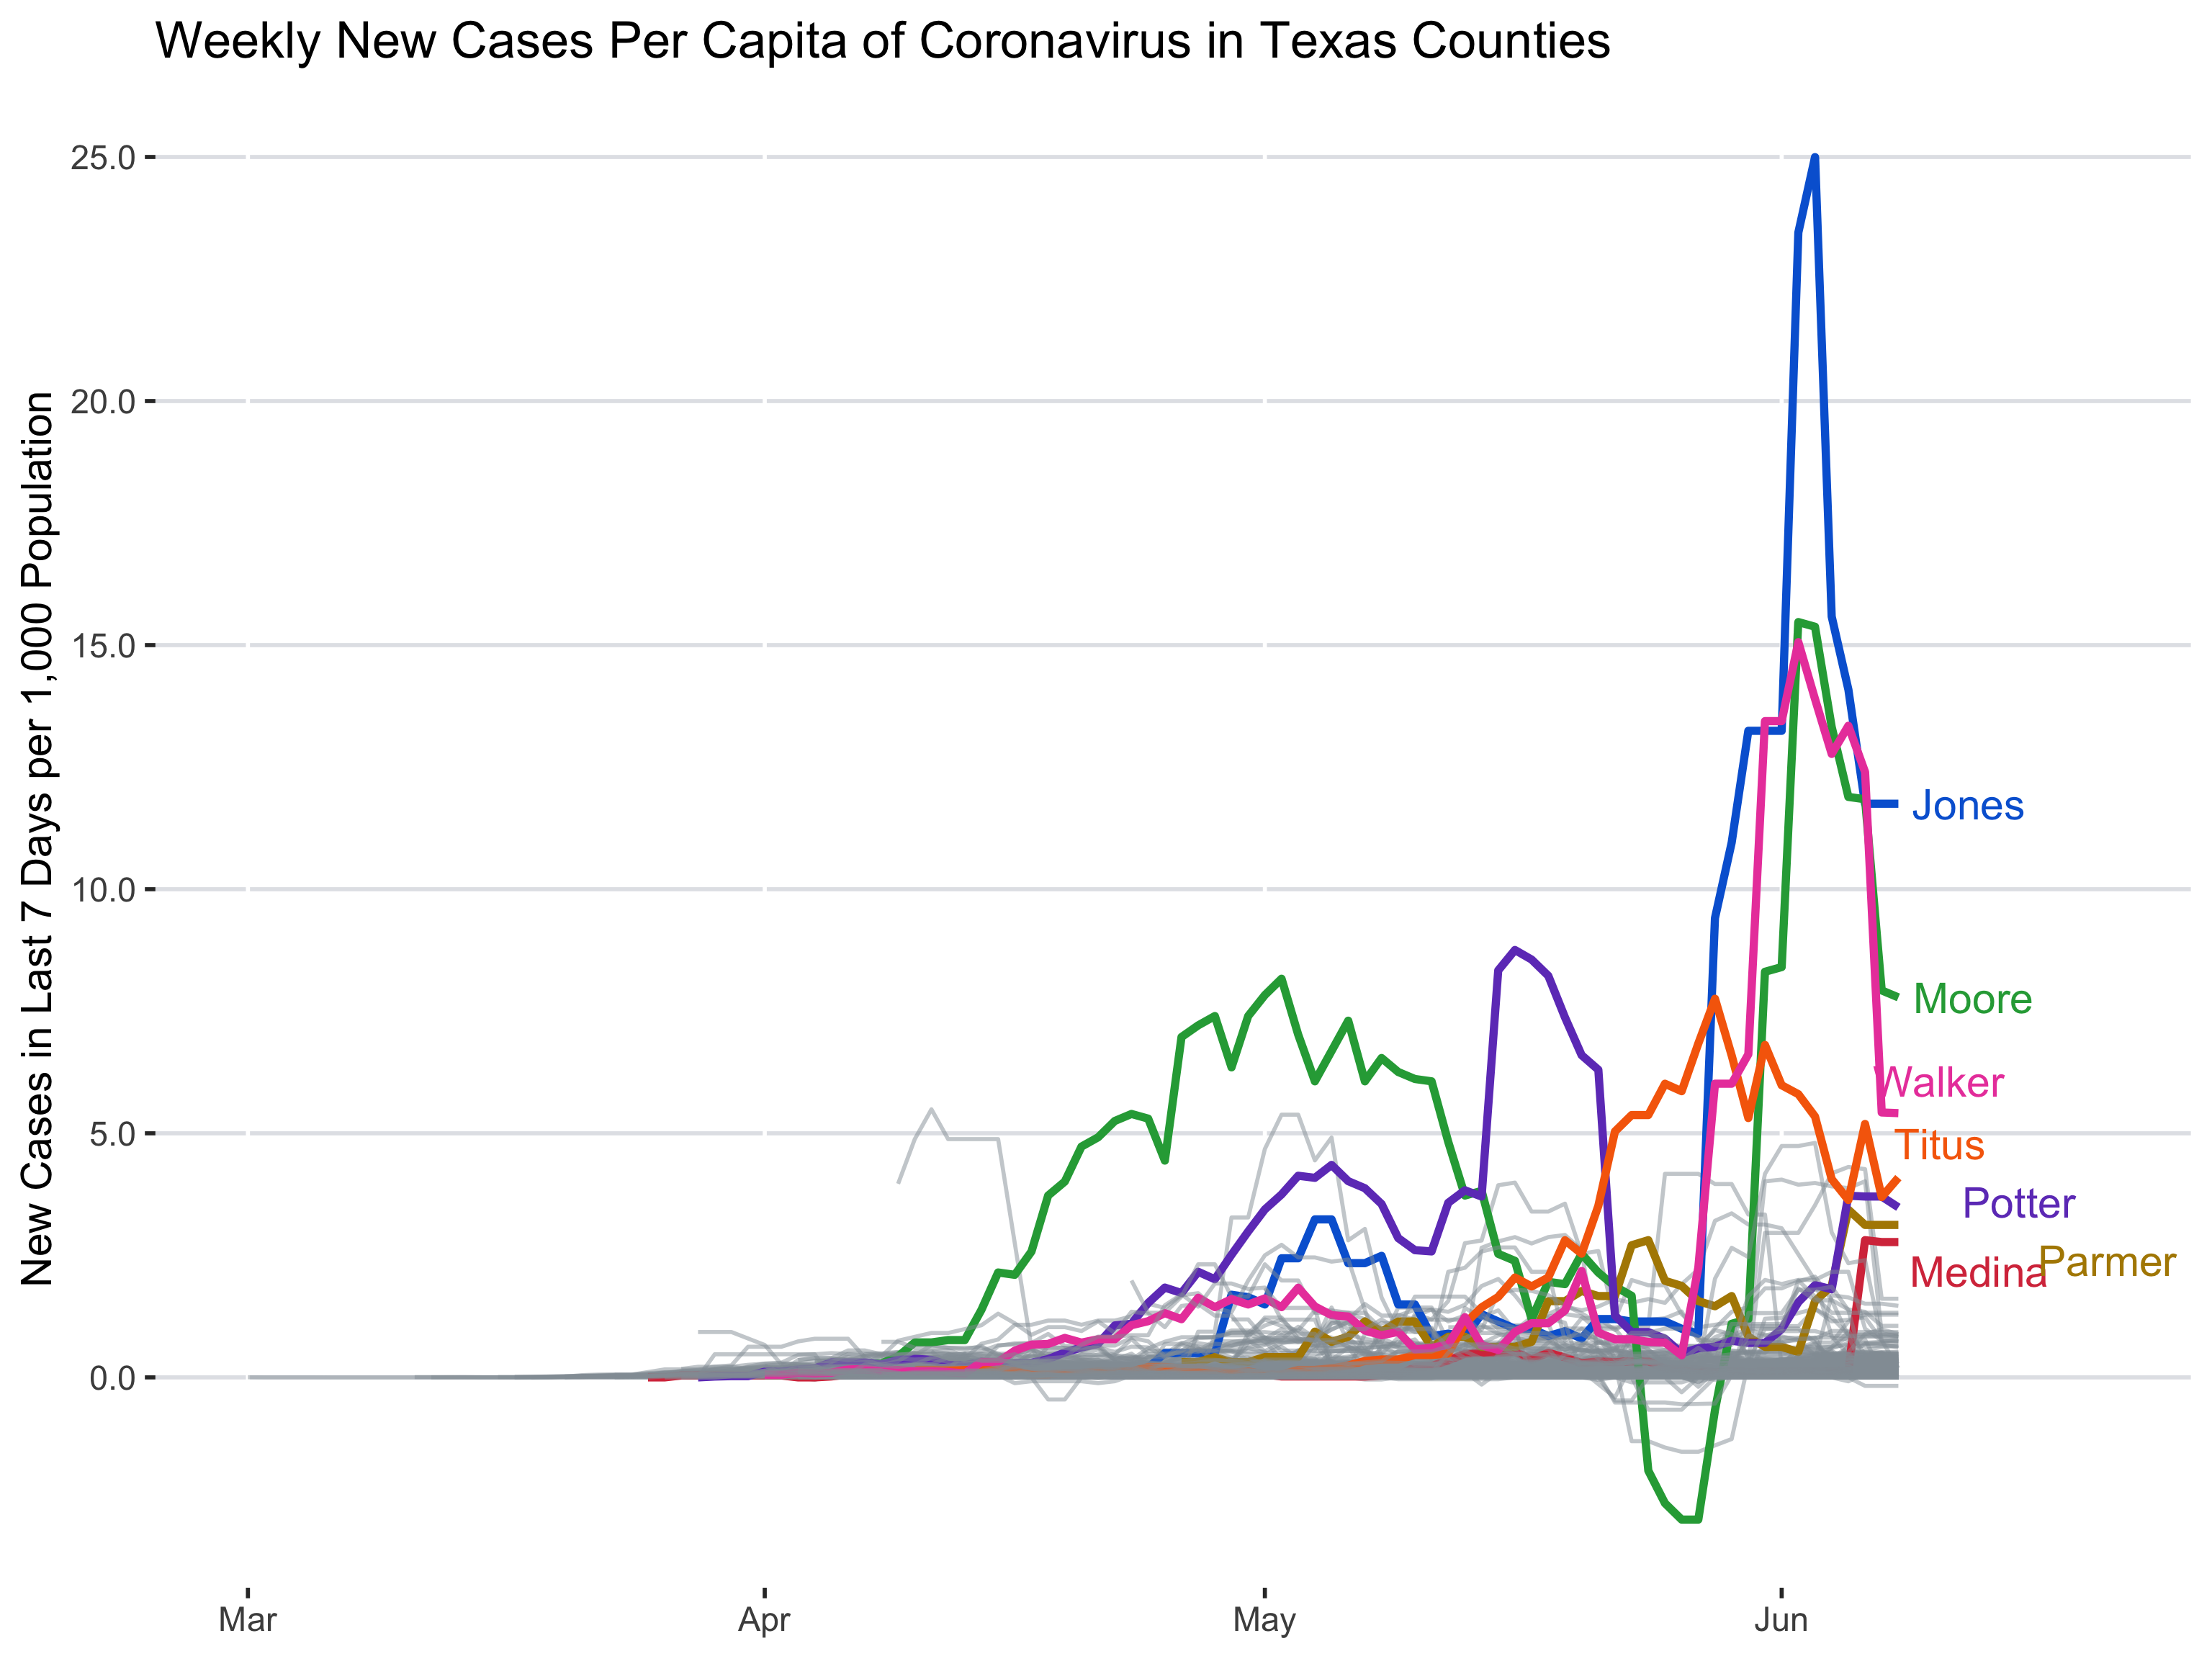 Weekly New Cases Per Capita of Coronavirus in Texas Counties
New Cases in Last 7 Days per 1,000 Population
25.0
20.0
15.0
10.0
5.0
0.0
Jones
Moore
Walker
Titus
Potter
Parmer
Medina
Mar
Apr
May
Jun